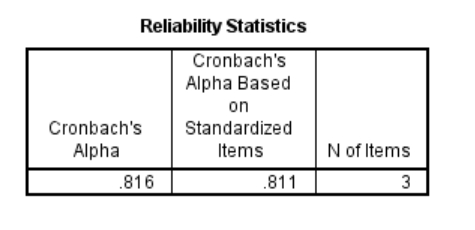 Reliability Statistics
Cronbach's
Alpha
Cronbach's
Alpha Based
on
Standardized
Items
N of Items
.816
.811
3